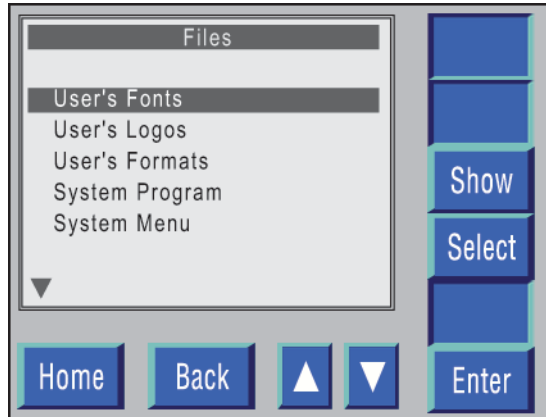 Files
User's Fonts
User's Logos
User's Formats
System Program
System Menu
Show
Select
Home
Back
Enter